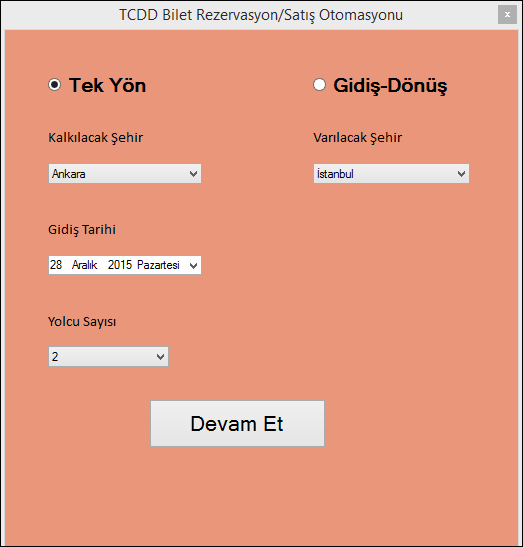 TCDD Bilet Rezervasyon/Satış Otomasyonu
x
Tek Yön
Gidiş-Dönüş
Kalkılacak Şehir
Varılacak Şehir
Ankara
İstanbul
Gidiş Tarihi
28 Aralık 2015 Pazartesi
Yolcu Sayısı
2
Devam Et